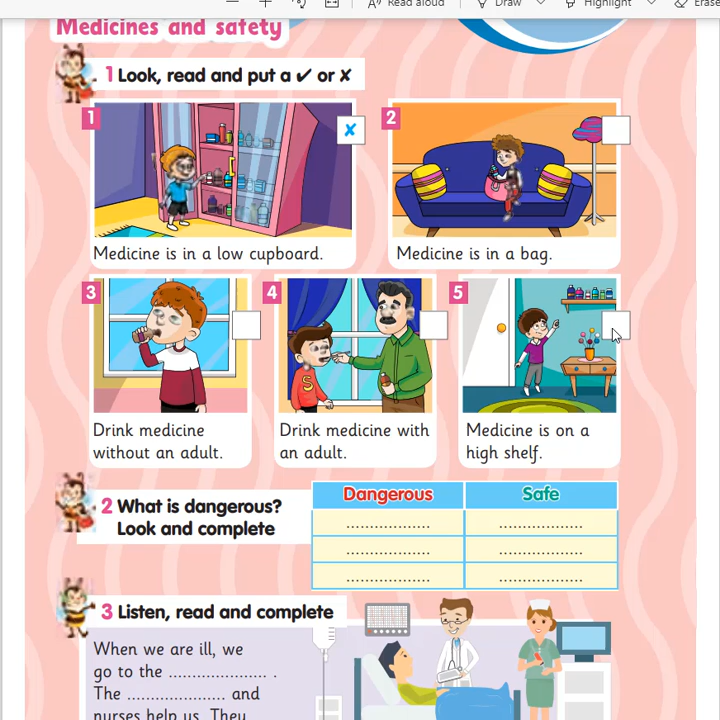 Read aloud
Draw
Highlight
Erase
Medicines and safety
1 Look, read and put a ✔ or ✘
1
✘
2
Medicine is in a low cupboard.
Medicine is in a bag.
3
4
5
S
Drink medicine
without an adult.
Drink medicine with
an adult.
Medicine is on a
high shelf.
2 What is dangerous?
Look and complete
Dangerous
Safe
.................. ..................
.................. ..................
.................. ..................
3 Listen, read and complete
When we are ill, we
go to the ..................... .
The ..................... and
nurses help us. They